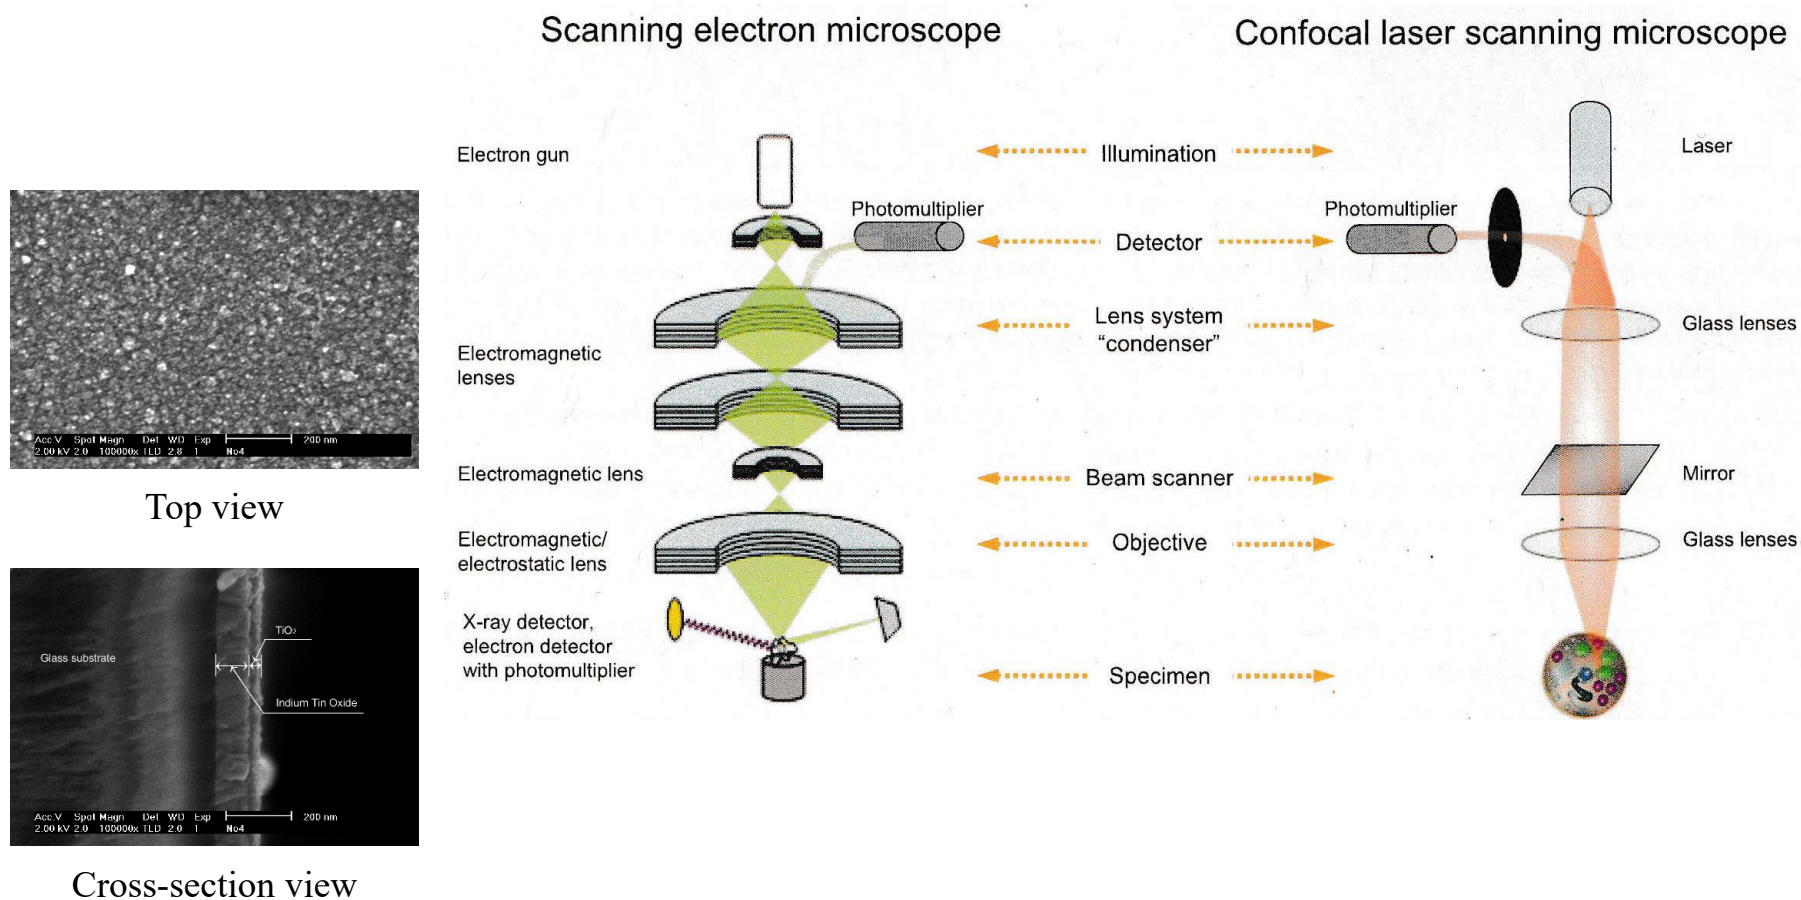 Scanning electron microscope
Confocal laser scanning microscope
Electron gun
Illumination
Laser
Photomultiplier
Detector
Photomultiplier
Electromagnetic
lenses
Lens system
“condenser”
Glass lenses
Electromagnetic lens
Beam scanner
Mirror
Electromagnetic/
electrostatic lens
Objective
Glass lenses
X-ray detector,
electron detector
with photomultiplier
Specimen
Acc.V Spot Magn Det WD Exp 200 nm
2.00 kV 2.0 100000x TLD 2.8 1 No4
Top view
TiO₂
Glass substrate
Indium Tin Oxide
Acc.V Spot Magn Det WD Exp 200 nm
2.00 kV 2.0 100000x TLD 2.0 1 No4
Cross-section view